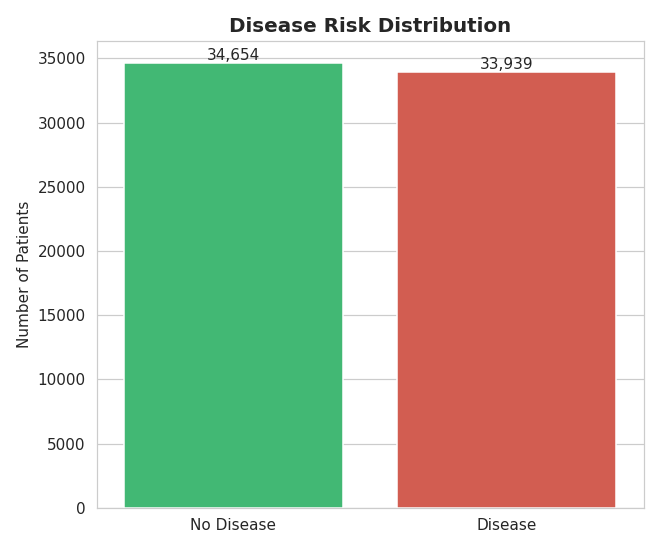 Disease Risk Distribution
34,654
33,939
35000
30000
25000
20000
15000
10000
5000
0
Number of Patients
No Disease
Disease